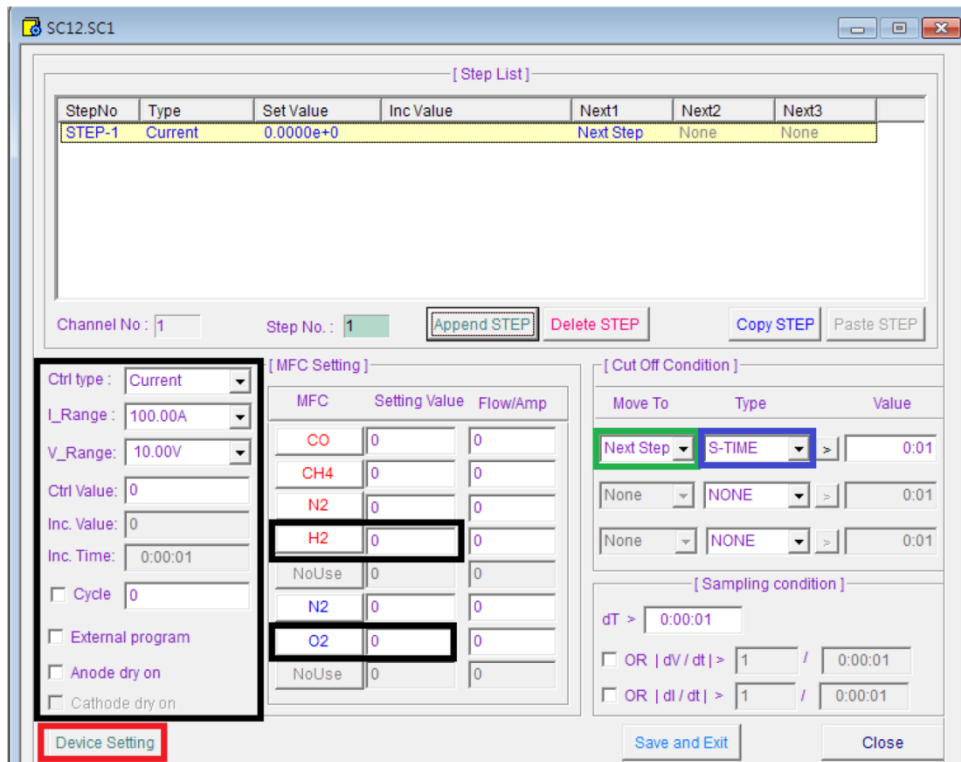 SC12.SC1
[ Step List ]
StepNo Type Set Value Inc Value Next1 Next2 Next3
STEP-1 Current 0.0000e+0 Next Step None None
Channel No : 1 Step No. : 1 Append STEP Delete STEP Copy STEP Paste STEP
Ctrl type : Current
I_Range : 100.00A
V_Range: 10.00V
Ctrl Value: 0
Inc. Value: 0
Inc. Time: 0:00:01
Cycle 0
External program
Anode dry on
Cathode dry on
Device Setting
[ MFC Setting ]
MFC Setting Value Flow/Amp
CO 0 0
CH4 0 0
N2 0 0
H2 0 0
NoUse 0 0
N2 0 0
O2 0 0
NoUse 0 0
[ Cut Off Condition ]
Move To Type Value
Next Step S-TIME > 0:01
None NONE > 0:01
None NONE > 0:01
[ Sampling condition ]
dT > 0:00:01
OR | dV / dt | > 1 / 0:00:01
OR | dI / dt | > 1 / 0:00:01
Save and Exit Close